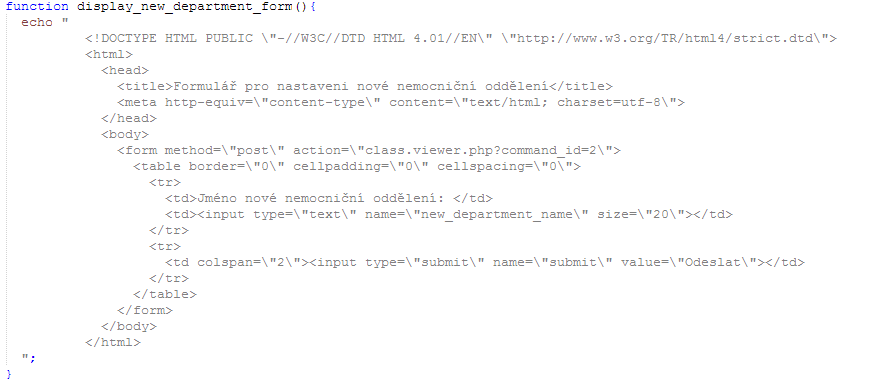 function display_new_department_form(){
echo "
<!DOCTYPE HTML PUBLIC \"-//W3C//DTD HTML 4.01//EN\" \"http://www.w3.org/TR/html4/strict.dtd\">
<html>
<head>
<title>Formulář pro nastaveni nové nemocniční oddělení</title>
<meta http-equiv=\"content-type\" content=\"text/html; charset=utf-8\">
</head>
<body>
<form method=\"post\" action=\"class.viewer.php?command_id=2\">
<table border=\"0\" cellpadding=\"0\" cellspacing=\"0\">
<tr>
<td>Jméno nové nemocniční oddělení: </td>
<td><input type=\"text\" name=\"new_department_name\" size=\"20\"></td>
</tr>
<tr>
<td colspan=\"2\"><input type=\"submit\" name=\"submit\" value=\"Odeslat\"></td>
</tr>
</table>
</form>
</body>
</html>
";
}